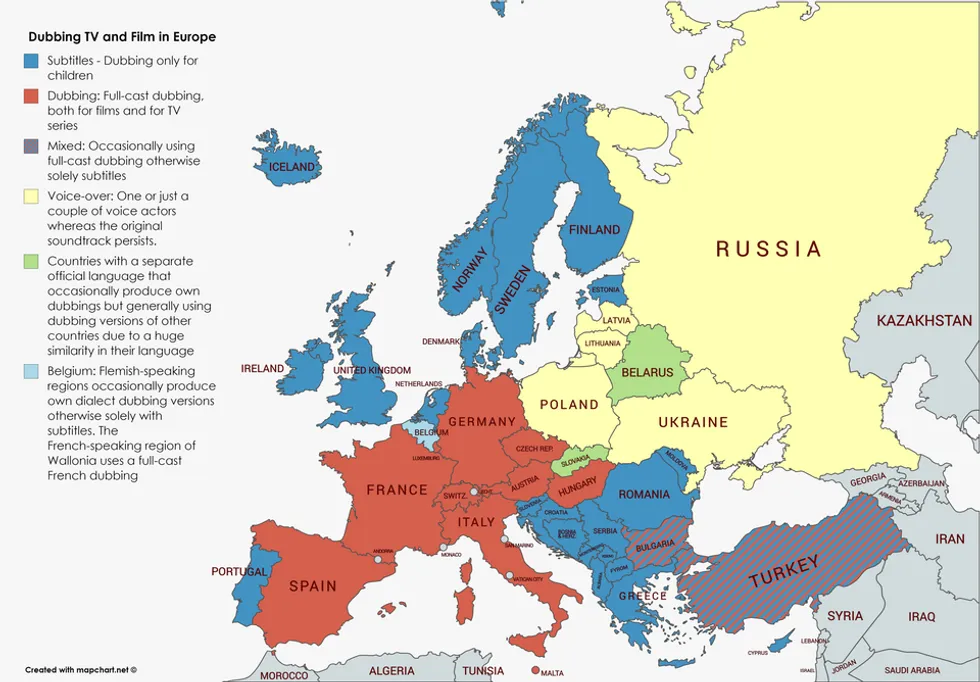 Dubbing TV and Film in Europe
Subtitles - Dubbing only for
children
Dubbing: Full-cast dubbing,
both for films and for TV
series
Mixed: Occasionally using
full-cast dubbing otherwise
solely subtitles
Voice-over: One or just a
couple of voice actors
whereas the original
soundtrack persists.
Countries with a separate
official language that
occasionally produce own
dubbings but generally using
dubbing versions of other
countries due to a huge
similarity in their language
Belgium: Flemish-speaking
regions occasionally produce
own dialect dubbing versions
otherwise solely with
subtitles. The
French-speaking region of
Wallonia uses a full-cast
French dubbing
ICELAND
NORWAY
SWEDEN
FINLAND
RUSSIA
ESTONIA
LATVIA
LITHUANIA
DENMARK
KAZAKHSTAN
IRELAND
UNITED KINGDOM
NETHERLANDS
BELARUS
POLAND
BELGIUM
GERMANY
UKRAINE
LUXEMBURG
CZECH REP.
SLOVAKIA
FRANCE
SWITZ.
AUSTRIA
HUNGARY
MOLDOVA
ROMANIA
SLOVENIA
CROATIA
ITALY
BOSNIA
& HERZ.
SERBIA
SAN MARINO
MONACO
ANDORRA
BULGARIA
GEORGIA
AZERBAIJAN
ARMENIA
PORTUGAL
SPAIN
VATICAN CITY
FYROM
GREECE
TURKEY
IRAN
SYRIA
IRAQ
CYPRUS
LEBANON
ISRAEL
JORDAN
SAUDI ARABIA
MOROCCO
ALGERIA
TUNISIA
MALTA
Created with mapchart.net ©